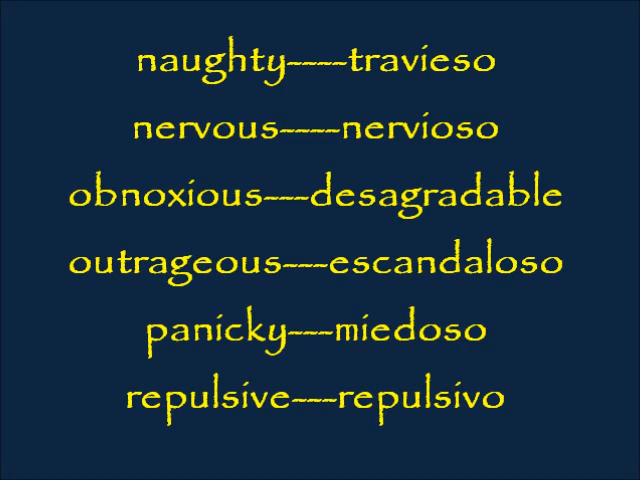 naughty----travieso
nervous----nervioso
obnoxious---desagradable
outrageous---escandaloso
panicky---miedoso
repulsive---repulsivo